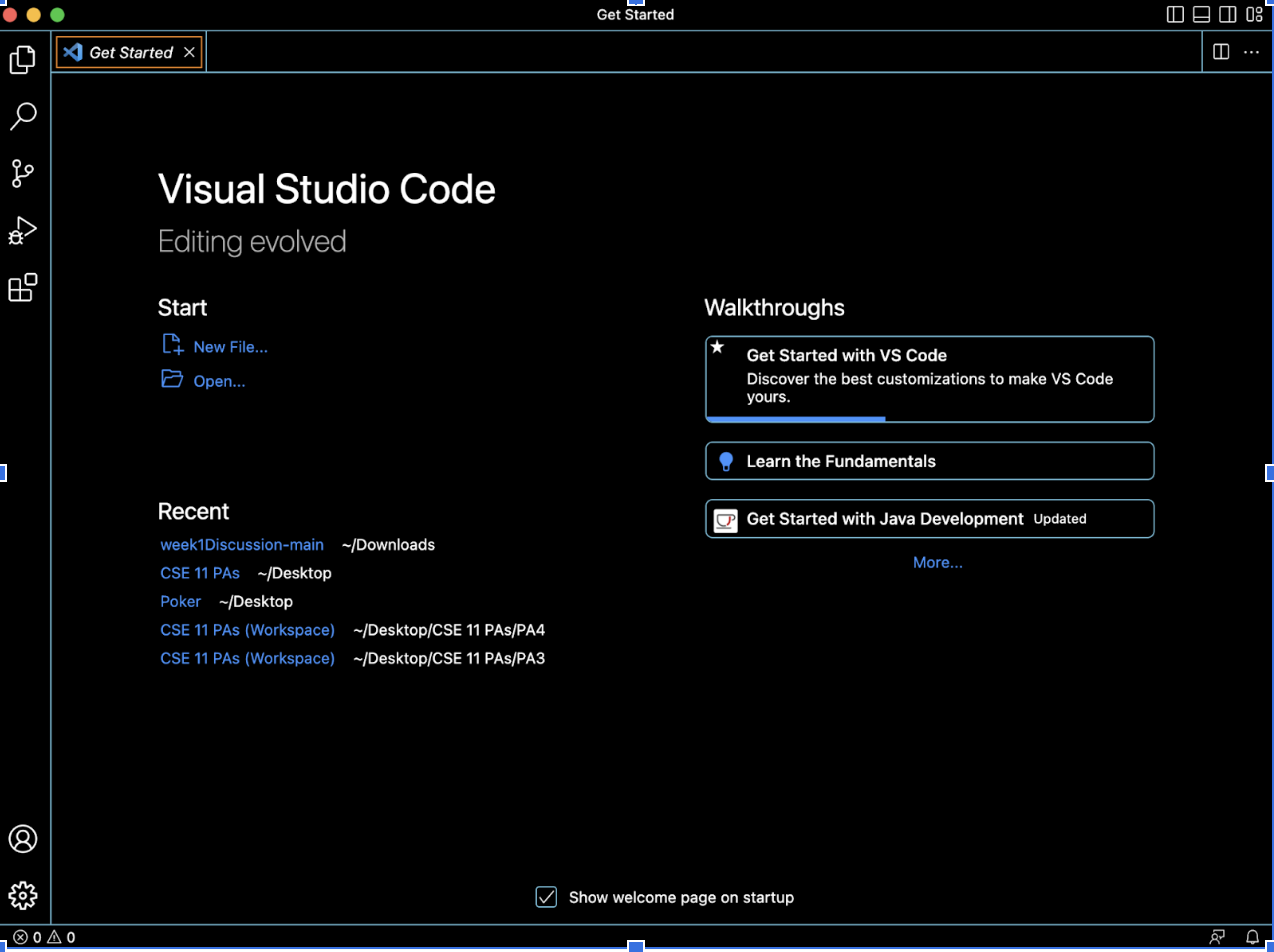 Get Started
Get Started
Visual Studio Code
Editing evolved
Start
New File...
Open...
Recent
week1Discussion-main ~/Downloads
CSE 11 PAs ~/Desktop
Poker ~/Desktop
CSE 11 PAs (Workspace) ~/Desktop/CSE 11 PAs/PA4
CSE 11 PAs (Workspace) ~/Desktop/CSE 11 PAs/PA3
Walkthroughs
Get Started with VS Code
Discover the best customizations to make VS Code
yours.
Learn the Fundamentals
Get Started with Java Development Updated
More...
Show welcome page on startup
0 0